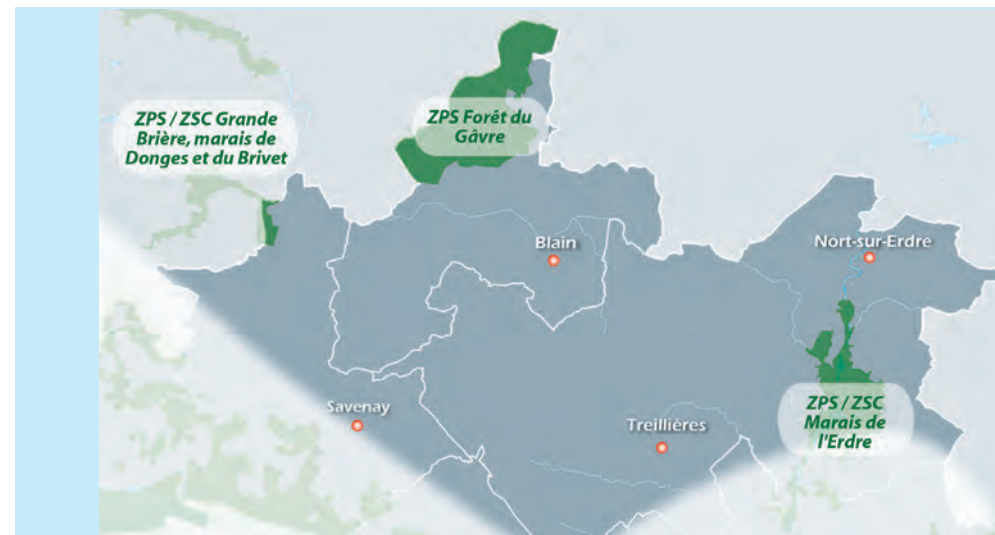 ZPS / ZSC Grande
Brière, marais de
Donges et du Brivet
ZPS Forêt du
Gâvre
Blain
Nort-sur-Erdre
Savenay
Treillières
ZPS / ZSC
Marais de
l'Erdre